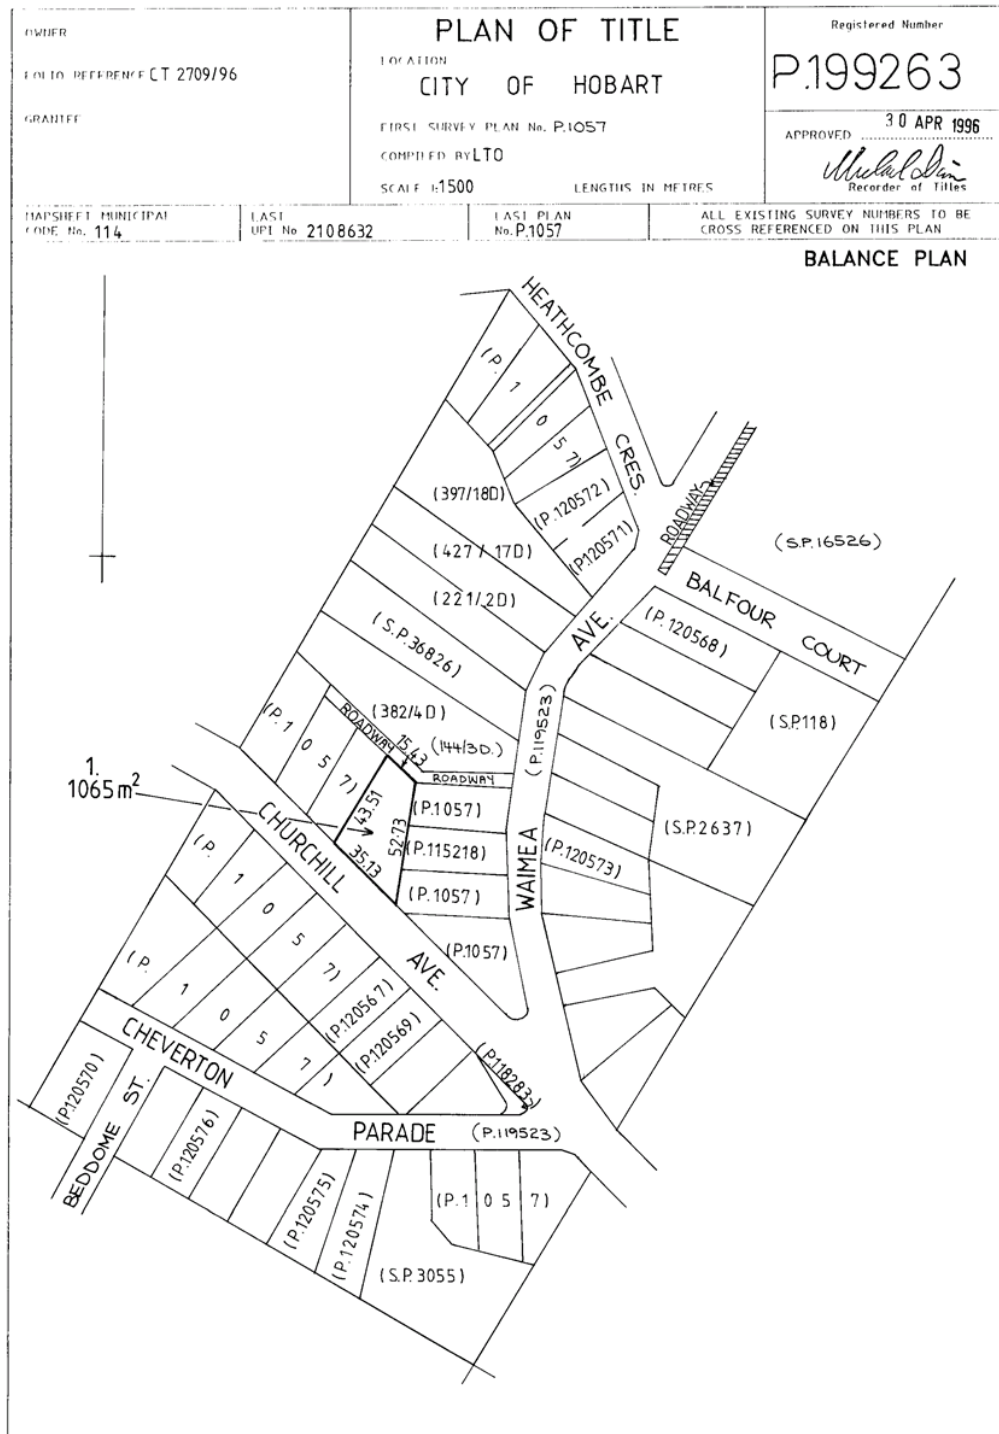 OWNER
FOLIO REFERENCE CT 2709/96
GRANTEE
PLAN OF TITLE
LOCATION
CITY OF HOBART
FIRST SURVEY PLAN No. P.1057
COMPILED BY LTO
SCALE 1:1500
LENGTHS IN METRES
Registered Number
P.199263
APPROVED 30 APR 1996
Recorder of Titles
MAPSHEET MUNICIPAL
CODE No. 114
LAST
UPI No 2108632
LAST PLAN
No. P.1057
ALL EXISTING SURVEY NUMBERS TO BE
CROSS REFERENCED ON THIS PLAN
BALANCE PLAN
HEATHCOMBE CRES.
(P. 1057)
(397/18D)
(P.120572)
(P.120571)
ROADWAY
(S.P.16526)
(427/17D)
(221/2D)
(S.P.36826)
AVE.
BALFOUR COURT
(P.120568)
(S.P.118)
(382/4D)
ROADWAY
15.43
(144/3D.)
ROADWAY
(P.119523)
(P.1057)
1.
1065m²
43.51
52.73
35.13
(P.1057)
(P.115218)
(P.1057)
(P.1057)
WAIMEA
(P.120573)
(S.P.2637)
CHURCHILL
AVE.
(P. 1057)
(P. 1057)
(P.120567)
(P.120569)
(P.118283)
CHEVERTON
PARADE
(P.119523)
(P.120570)
BEDDOME ST.
(P.120576)
(P.120575)
(P.120574)
(P.1057)
(S.P.3055)